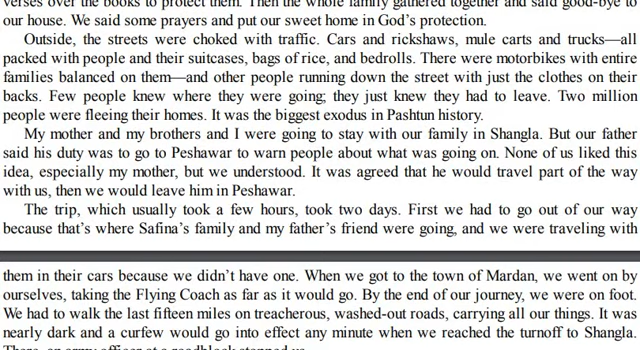 verses over the books to protect them. Then the whole family gathered together and said good-bye to
our house. We said some prayers and put our sweet home in God's protection.
Outside, the streets were choked with traffic. Cars and rickshaws, mule carts and trucks—all
packed with people and their suitcases, bags of rice, and bedrolls. There were motorbikes with entire
families balanced on them—and other people running down the street with just the clothes on their
backs. Few people knew where they were going; they just knew they had to leave. Two million
people were fleeing their homes. It was the biggest exodus in Pashtun history.
My mother and my brothers and I were going to stay with our family in Shangla. But our father
said his duty was to go to Peshawar to warn people about what was going on. None of us liked this
idea, especially my mother, but we understood. It was agreed that he would travel part of the way
with us, then we would leave him in Peshawar.
The trip, which usually took a few hours, took two days. First we had to go out of our way
because that's where Safina's family and my father's friend were going, and we were traveling with
them in their cars because we didn't have one. When we got to the town of Mardan, we went on by
ourselves, taking the Flying Coach as far as it would go. By the end of our journey, we were on foot.
We had to walk the last fifteen miles on treacherous, washed-out roads, carrying all our things. It was
nearly dark and a curfew would go into effect any minute when we reached the turnoff to Shangla.
There, an army officer at a roadblock stopped us.